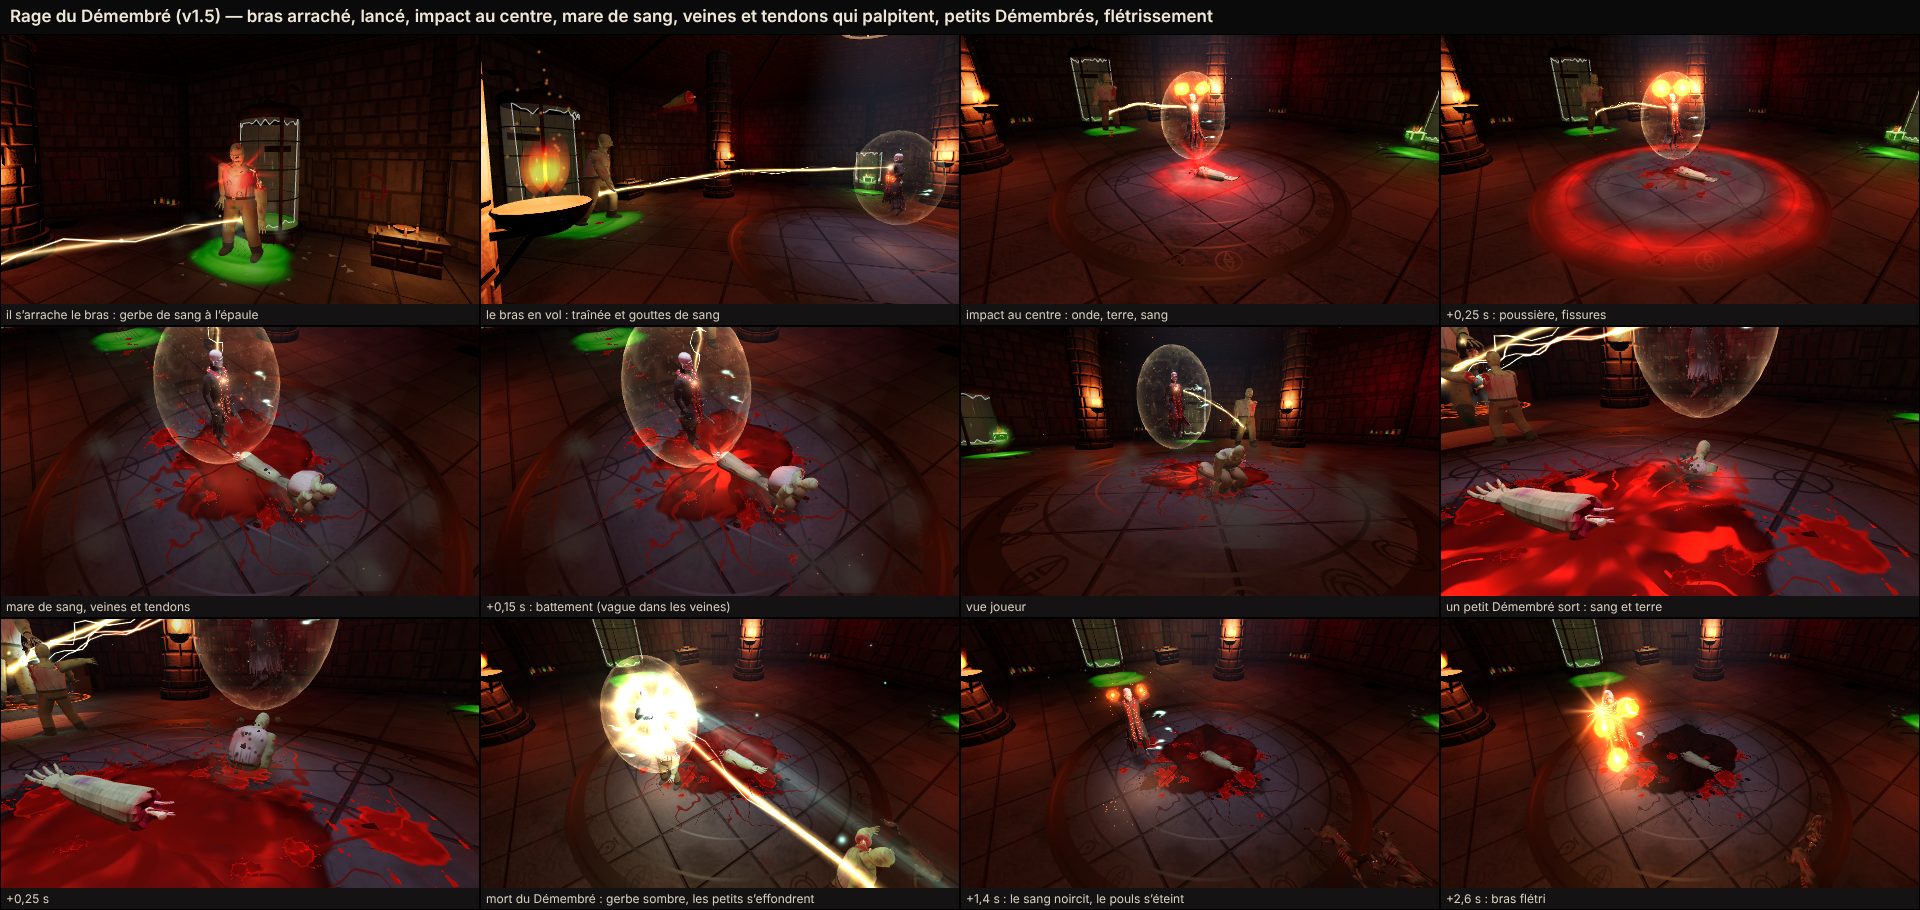 Rage du Démembré (v1.5) — bras arraché, lancé, impact au centre, mare de sang, veines et tendons qui palpitent, petits Démembrés, flétrissement
il s’arrache le bras : gerbe de sang à l’épaule
le bras en vol : traînée et gouttes de sang
impact au centre : onde, terre, sang
+0,25 s : poussière, fissures
mare de sang, veines et tendons
+0,15 s : battement (vague dans les veines)
vue joueur
un petit Démembré sort : sang et terre
+0,25 s
mort du Démembré : gerbe sombre, les petits s’effondrent
+1,4 s : le sang noircit, le pouls s’éteint
+2,6 s : bras flétri